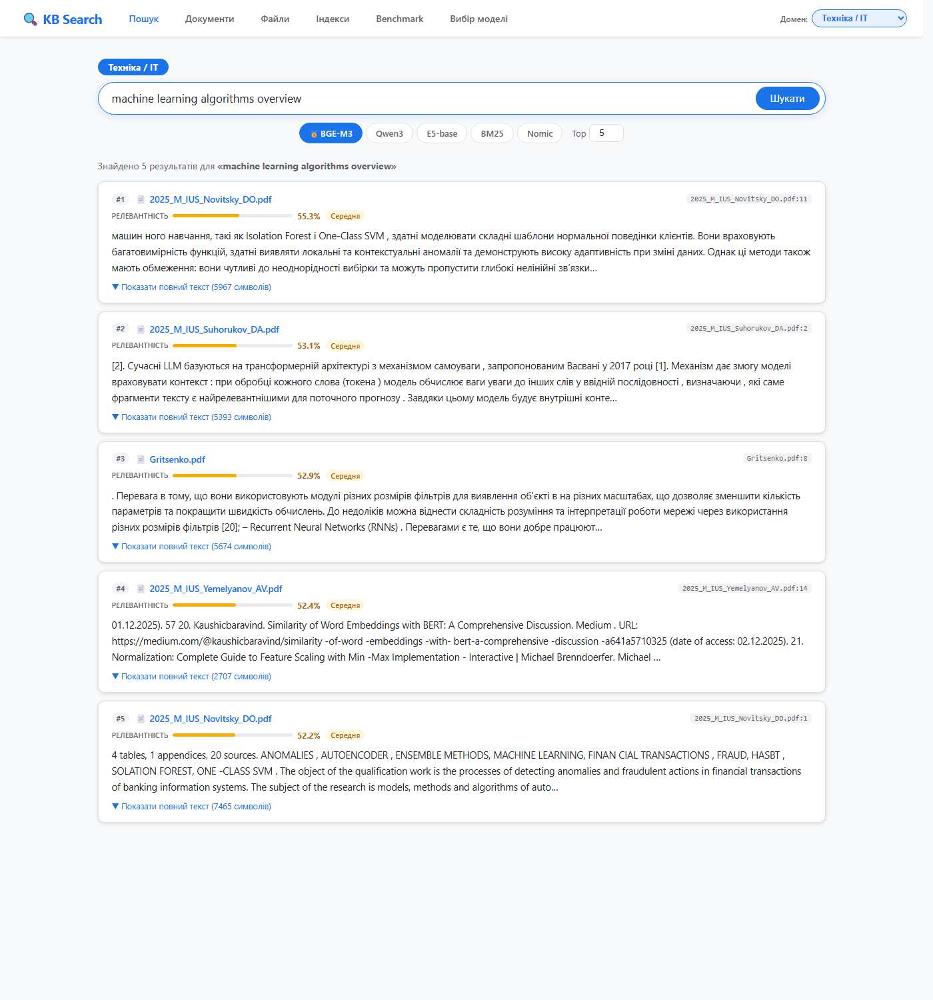 KB Search
Пошук
Документи
Файли
Індекси
Benchmark
Вибір моделі
Домен:
Техніка / IT
Техніка / IT
machine learning algorithms overview
Шукати
BGE-M3
Qwen3
E5-base
BM25
Nomic
Top
5
Знайдено 5 результатів для «machine learning algorithms overview»
#1
2025_M_IUS_Novitsky_DO.pdf
2025_M_IUS_Novitsky_DO.pdf:11
РЕЛЕВАНТНІСТЬ
55.3%
Середня
машин ного навчання, такі як Isolation Forest і One-Class SVM , здатні моделювати складні шаблони нормальної поведінки клієнтів. Вони враховують
багатовимірність функцій, здатні виявляти локальні та контекстуальні аномалії та демонструють високу адаптивність при зміні даних. Однак ці методи також
мають обмеження: вони чутливі до неоднорідності вибірки та можуть пропустити глибокі нелінійні зв’язки...
▼ Показати повний текст (5967 символів)
#2
2025_M_IUS_Suhorukov_DA.pdf
2025_M_IUS_Suhorukov_DA.pdf:2
РЕЛЕВАНТНІСТЬ
53.1%
Середня
[2]. Сучасні LLM базуються на трансформерній архітектурі з механізмом самоуваги , запропонованим Васвані у 2017 році [1]. Механізм дає змогу моделі
враховувати контекст : при обробці кожного слова (токена ) модель обчислює ваги уваги до інших слів у ввідній послідовності , визначаючи , які саме
фрагменти тексту є найрелевантнішими для поточного прогнозу . Завдяки цьому модель будує внутрішні конте...
▼ Показати повний текст (5393 символів)
#3
Gritsenko.pdf
Gritsenko.pdf:8
РЕЛЕВАНТНІСТЬ
52.9%
Середня
. Перевага в тому, що вони використовують модулі різних розмірів фільтрів для виявлення об'єкті в на різних масштабах, що дозволяє зменшити кількість
параметрів та покращити швидкість обчислень. До недоліків можна віднести складність розуміння та інтерпретації роботи мережі через використання
різних розмірів фільтрів [20]; – Recurrent Neural Networks (RNNs) . Перевагами є те, що вони добре працюют...
▼ Показати повний текст (5674 символів)
#4
2025_M_IUS_Yemelyanov_AV.pdf
2025_M_IUS_Yemelyanov_AV.pdf:14
РЕЛЕВАНТНІСТЬ
52.4%
Середня
01.12.2025). 57 20. Kaushicbaravind. Similarity of Word Embeddings with BERT: A Comprehensive Discussion. Medium . URL:
https://medium.com/@kaushicbaravind/similarity -of-word -embeddings -with- bert-a-comprehensive -discussion -a641a5710325 (date of access: 02.12.2025). 21.
Normalization: Complete Guide to Feature Scaling with Min -Max Implementation - Interactive | Michael Brenndoerfer. Michael ...
▼ Показати повний текст (2707 символів)
#5
2025_M_IUS_Novitsky_DO.pdf
2025_M_IUS_Novitsky_DO.pdf:1
РЕЛЕВАНТНІСТЬ
52.2%
Середня
4 tables, 1 appendices, 20 sources. ANOMALIES , AUTOENCODER , ENSEMBLE METHODS, MACHINE LEARNING, FINAN CIAL TRANSACTIONS , FRAUD, HASBT ,
SOLATION FOREST, ONE -CLASS SVM . The object of the qualification work is the processes of detecting anomalies and fraudulent actions in financial transactions
of banking information systems. The subject of the research is models, methods and algorithms of auto...
▼ Показати повний текст (7465 символів)